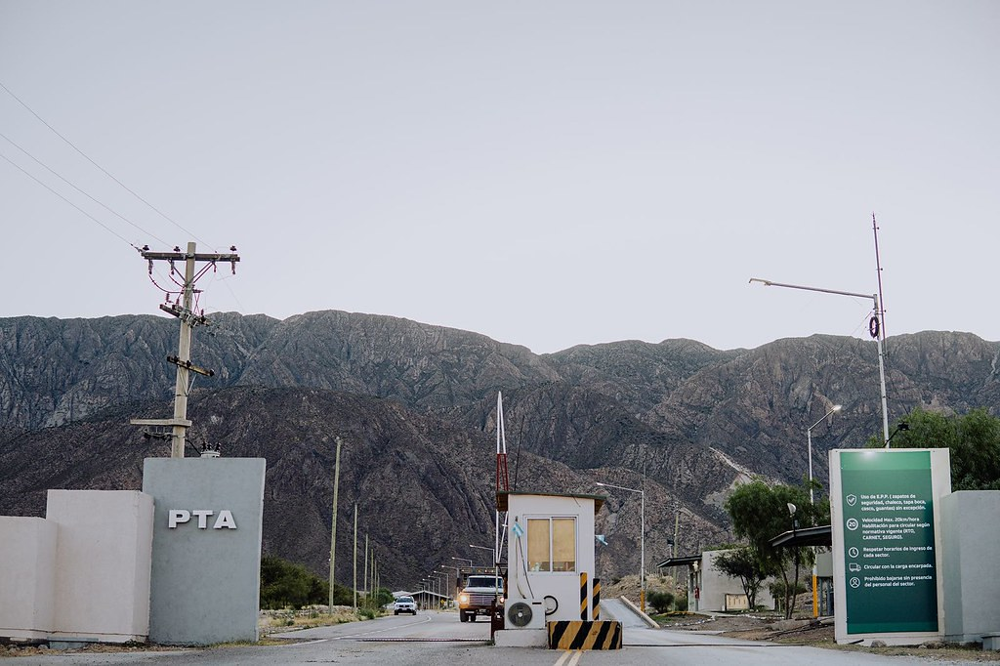 PTA
Uso de E.P.P. ( zapatos de
seguridad, chaleco, tapa boca,
casco, guantes) sin excepción.
20
Velocidad Max. 20km/hora
Habilitación para circular según
normativa vigente (RTO,
CARNET, SEGURO).
Respetar horarios de ingreso de
cada sector.
Circular con la carga encarpada.
Prohibido bajarse sin presencia
del personal del sector.